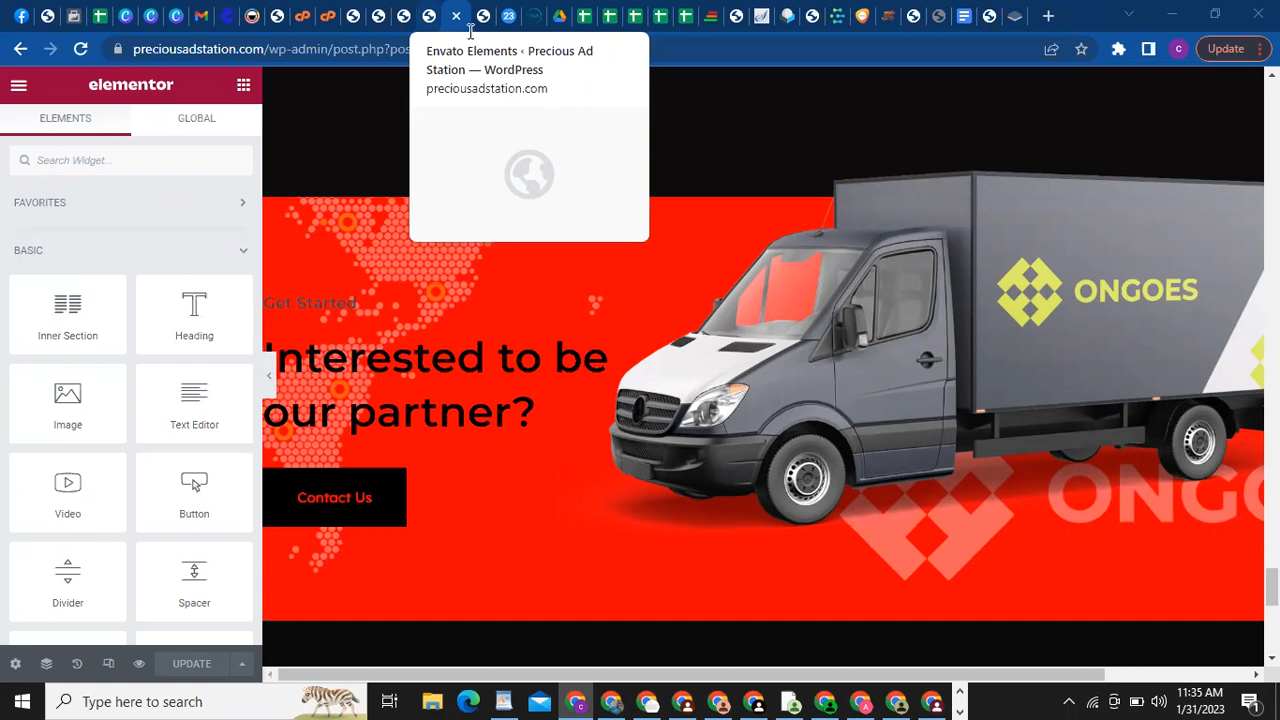 23
preciousadstation.com/wp-admin/post.php?pos
C
Update
Envato Elements ‹ Precious Ad
Station — WordPress
preciousadstation.com
elementor
ELEMENTS
GLOBAL
Search Widget...
FAVORITES
BASIC
Inner Section
Heading
Image
Text Editor
Video
Button
Divider
Spacer
UPDATE
Get Started
Interested to be
our partner?
Contact Us
ONGOES
ONGO
Type here to search
11:35 AM
1/31/2023